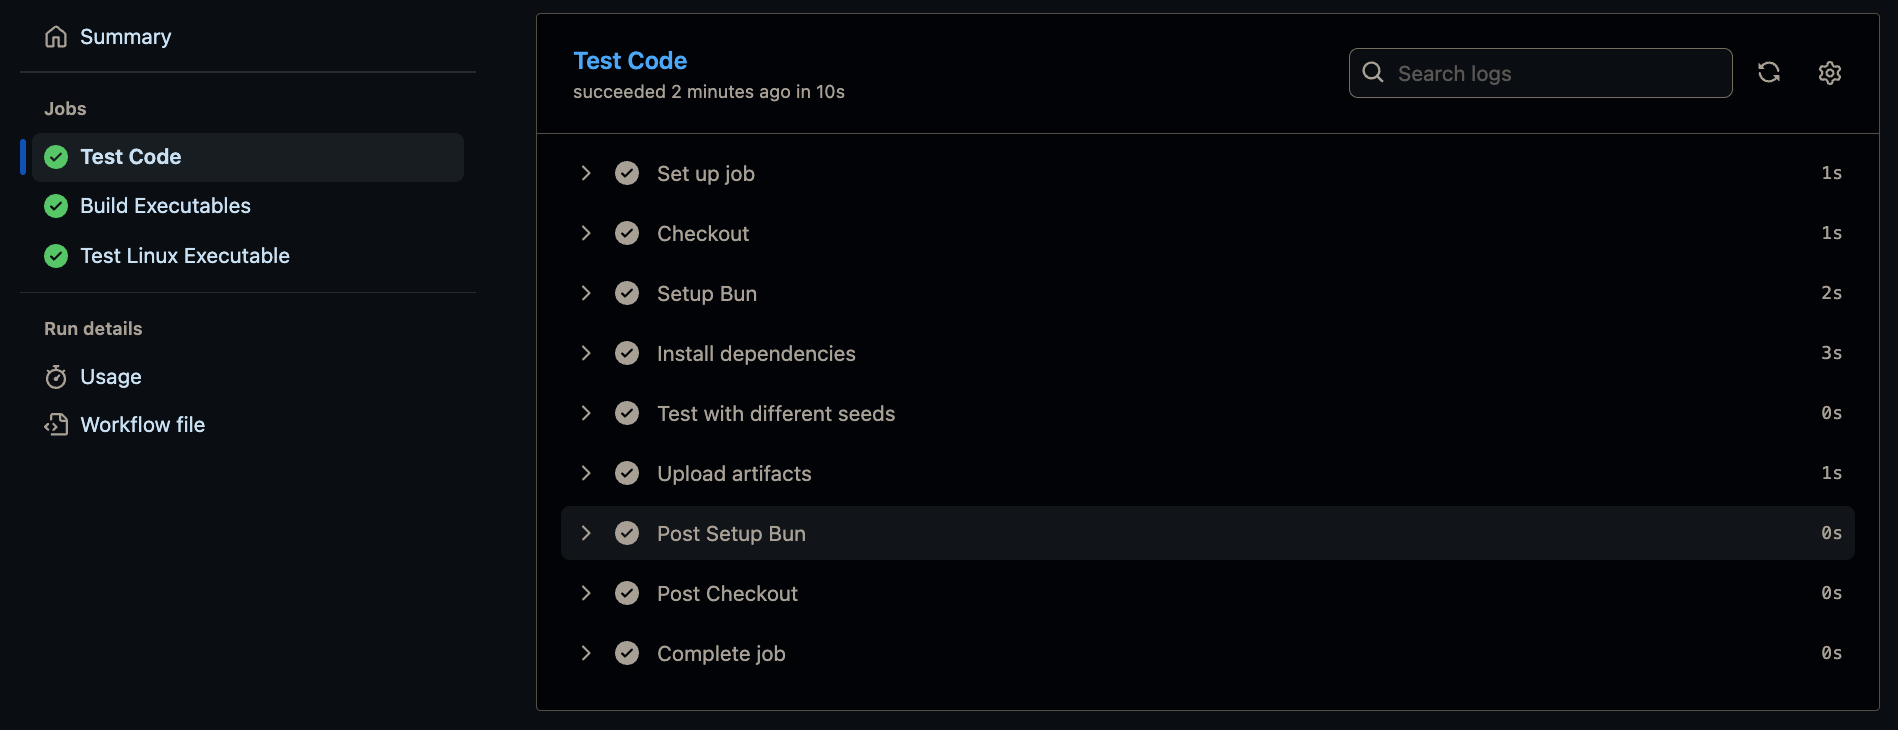 Summary
Jobs
Test Code
Build Executables
Test Linux Executable
Run details
Usage
Workflow file
Test Code
succeeded 2 minutes ago in 10s
Search logs
Set up job 1s
Checkout 1s
Setup Bun 2s
Install dependencies 3s
Test with different seeds 0s
Upload artifacts 1s
Post Setup Bun 0s
Post Checkout 0s
Complete job 0s